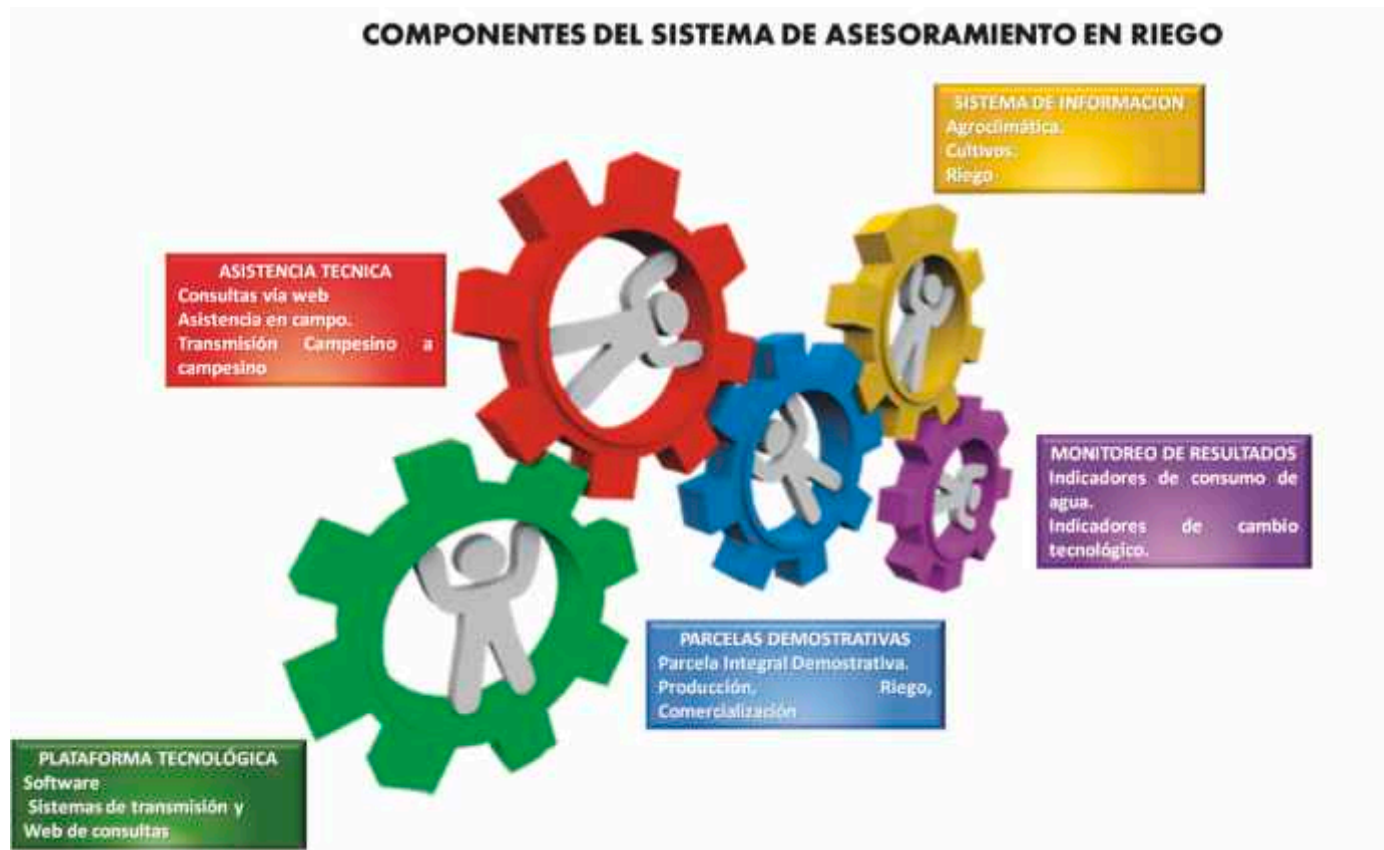 COMPONENTES DEL SISTEMA DE ASESORAMIENTO EN RIEGO
SISTEMA DE INFORMACION
Agroclimática.
Cultivos.
Riego
ASISTENCIA TECNICA
Consultas vía web
Asistencia en campo.
Transmisión Campesino a
campesino
MONITOREO DE RESULTADOS
Indicadores de consumo de
agua.
Indicadores de cambio
tecnológico.
PARCELAS DEMOSTRATIVAS
Parcela Integral Demostrativa.
Producción, Riego,
Comercialización
PLATAFORMA TECNOLÓGICA
Software
Sistemas de transmisión y
Web de consultas